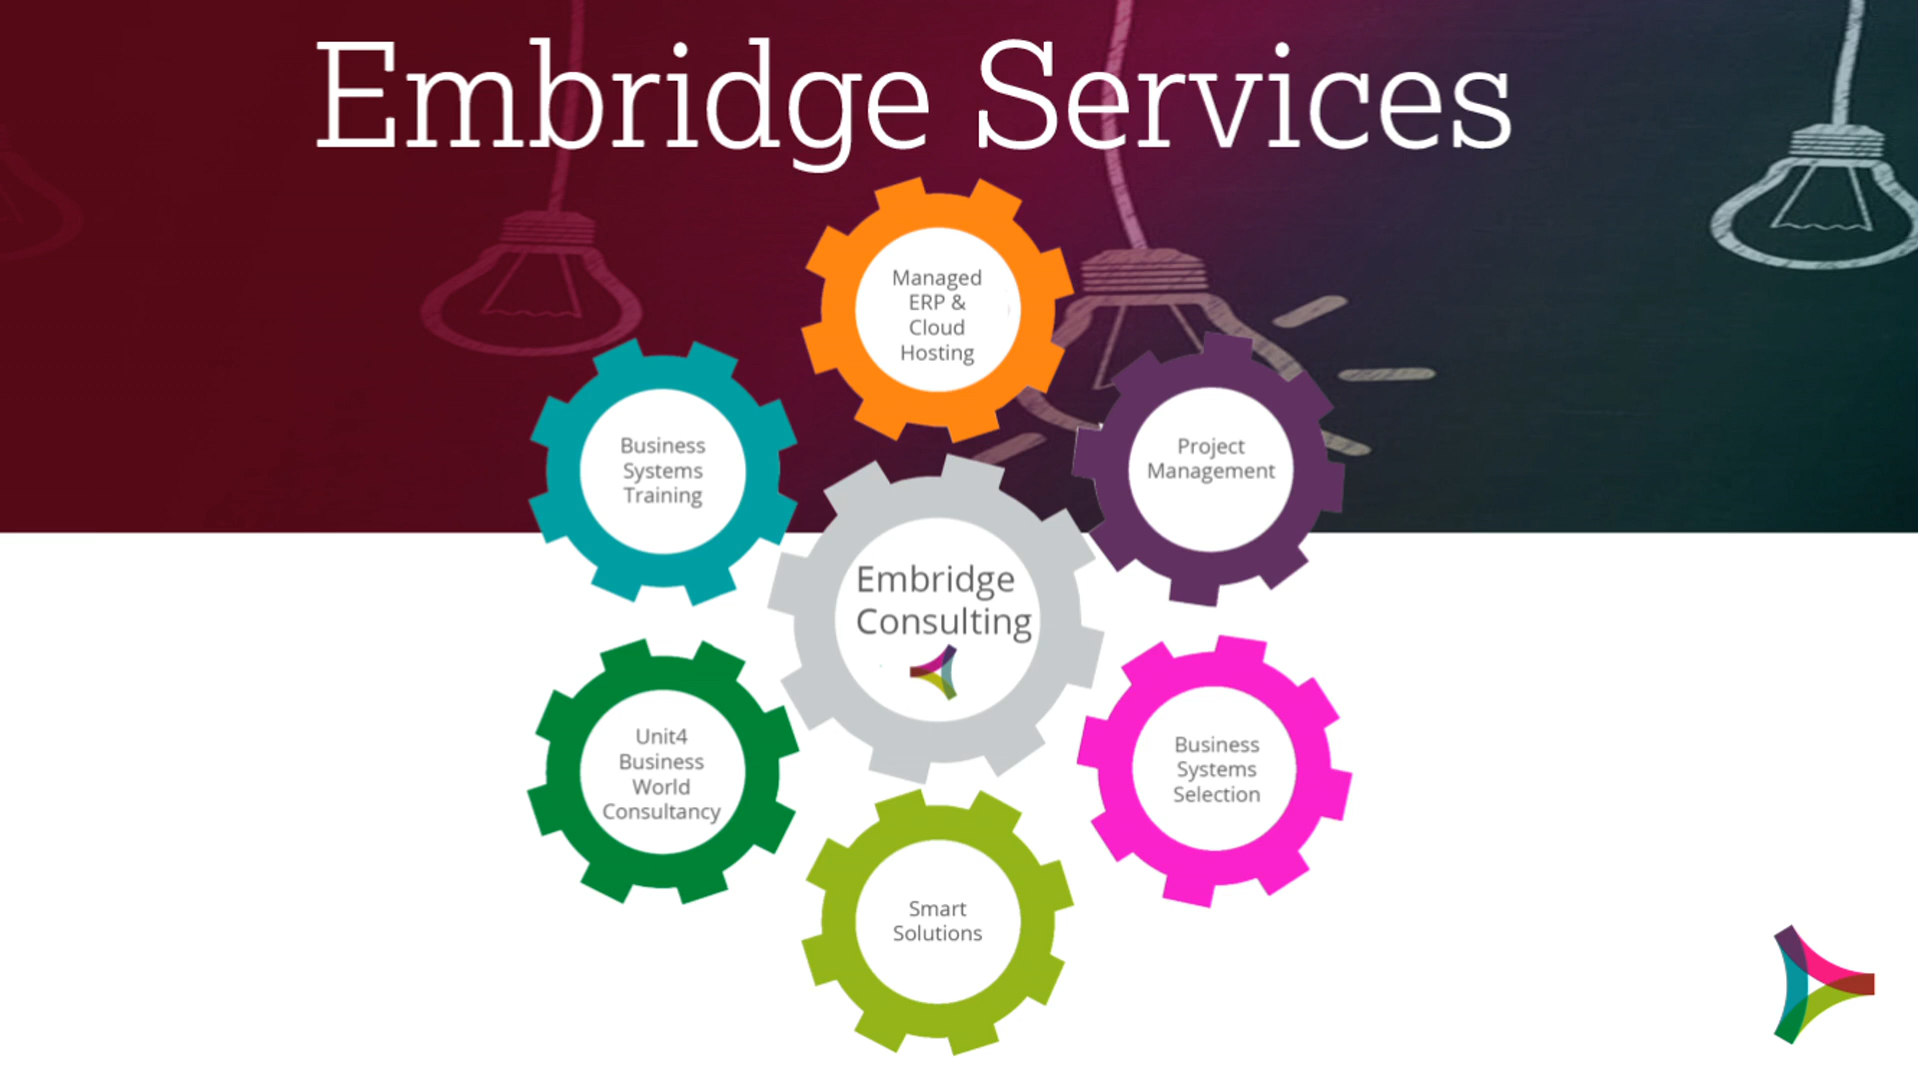 Embridge Services
Managed
ERP &
Cloud
Hosting
Business
Systems
Training
Project
Management
Embridge
Consulting
Unit4
Business
World
Consultancy
Business
Systems
Selection
Smart
Solutions